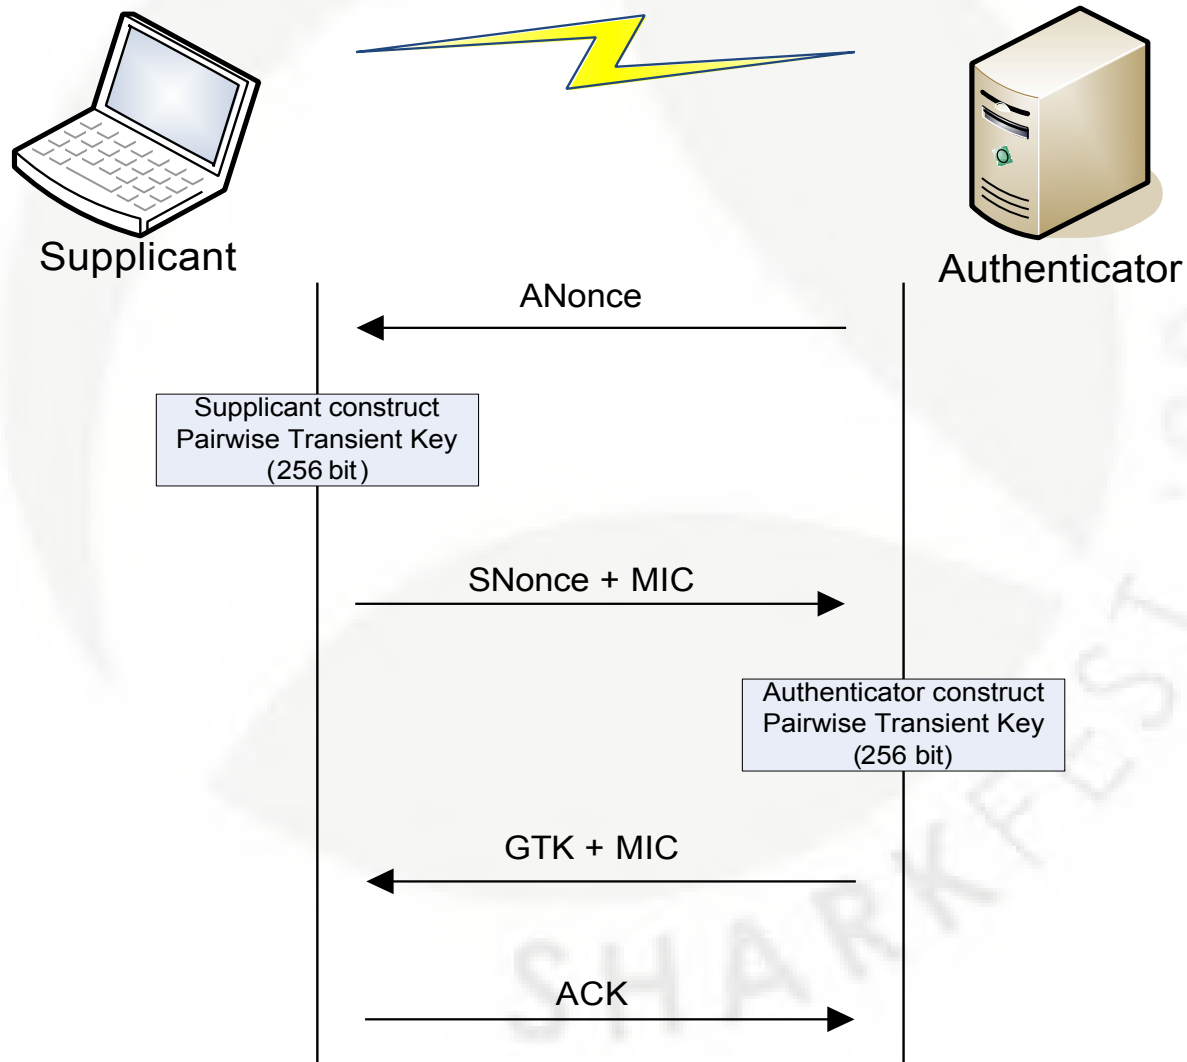 Supplicant
Authenticator
ANonce
Supplicant construct
Pairwise Transient Key
(256 bit)
SNonce + MIC
Authenticator construct
Pairwise Transient Key
(256 bit)
GTK + MIC
ACK
SHARKFEST